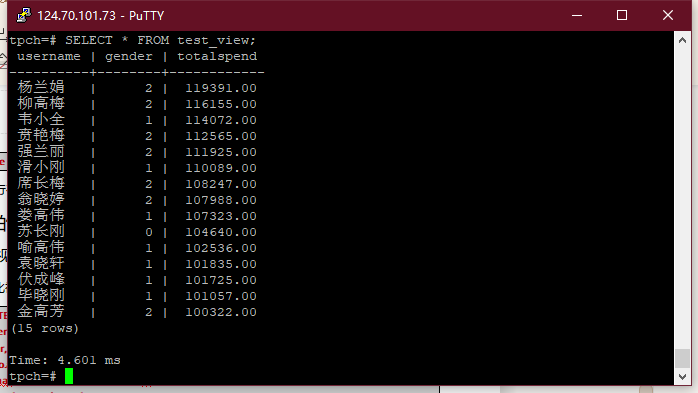 124.70.101.73 - PuTTY
tpch=# SELECT * FROM test_view;
username | gender | totalspend
----------+--------+------------
杨兰娟 | 2 | 119391.00
柳高梅 | 2 | 116155.00
韦小全 | 1 | 114072.00
贲艳梅 | 2 | 112565.00
强兰丽 | 2 | 111925.00
滑小刚 | 1 | 110089.00
席长梅 | 2 | 108247.00
翁晓婷 | 2 | 107988.00
娄高伟 | 1 | 107323.00
苏长刚 | 0 | 104640.00
喻高伟 | 1 | 102536.00
袁晓轩 | 1 | 101835.00
伏成峰 | 1 | 101725.00
毕晓刚 | 1 | 101057.00
金高芳 | 2 | 100322.00
(15 rows)
Time: 4.601 ms
tpch=#